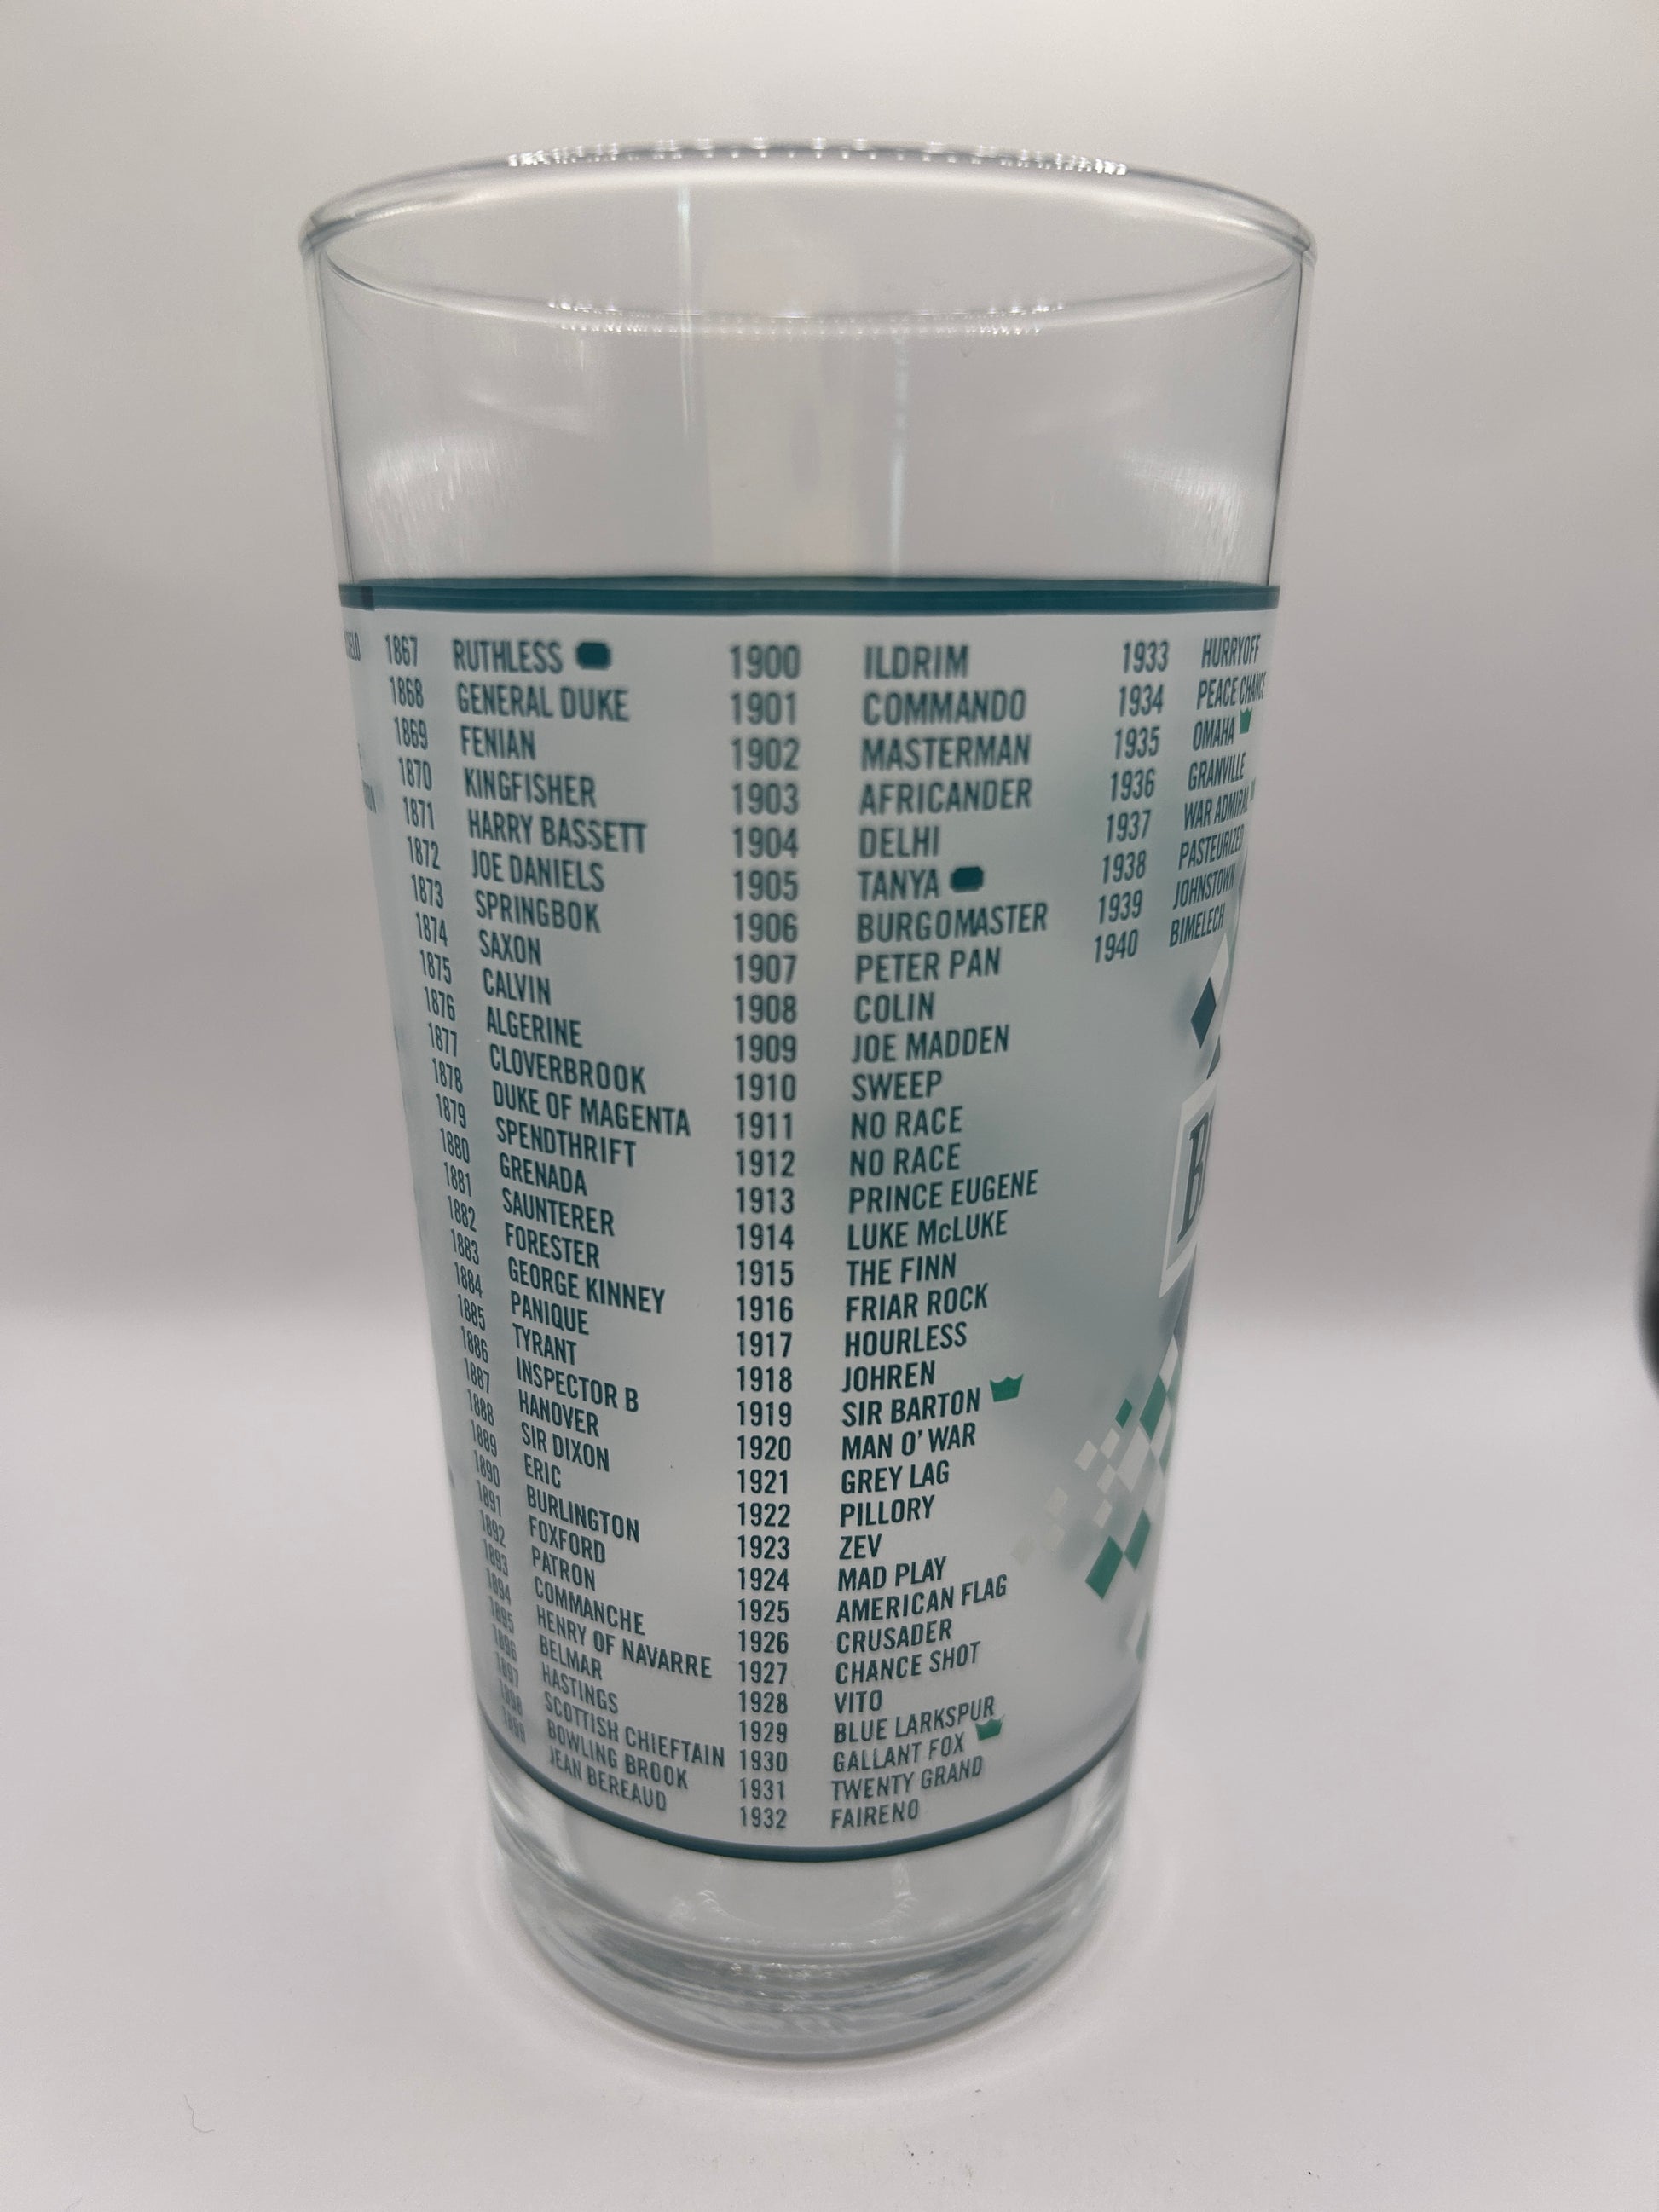 1867 RUTHLESS
1868 GENERAL DUKE
1869 FENIAN
1870 KINGFISHER
1871 HARRY BASSETT
1872 JOE DANIELS
1873 SPRINGBOK
1874 SAXON
1875 CALVIN
1876 ALGERINE
1877 CLOVERBROOK
1878 DUKE OF MAGENTA
1879 SPENDTHRIFT
1880 GRENADA
1881 SAUNTERER
1882 FORESTER
1883 GEORGE KINNEY
1884 PANIQUE
1885 TYRANT
1886 INSPECTOR B
1887 HANOVER
1888 SIR DIXON
1889 ERIC
1890 BURLINGTON
1891 FOXFORD
1892 PATRON
1893 COMMANCHE
1894 HENRY OF NAVARRE
1895 BELMAR
1896 HASTINGS
1897 SCOTTISH CHIEFTAIN
1898 BOWLING BROOK
1899 JEAN BEREAUD
1900 ILDRIM
1901 COMMANDO
1902 MASTERMAN
1903 AFRICANDER
1904 DELHI
1905 TANYA
1906 BURGOMASTER
1907 PETER PAN
1908 COLIN
1909 JOE MADDEN
1910 SWEEP
1911 NO RACE
1912 NO RACE
1913 PRINCE EUGENE
1914 LUKE McLUKE
1915 THE FINN
1916 FRIAR ROCK
1917 HOURLESS
1918 JOHREN
1919 SIR BARTON
1920 MAN O' WAR
1921 GREY LAG
1922 PILLORY
1923 ZEV
1924 MAD PLAY
1925 AMERICAN FLAG
1926 CRUSADER
1927 CHANCE SHOT
1928 VITO
1929 BLUE LARKSPUR
1930 GALLANT FOX
1931 TWENTY GRAND
1932 FAIRENO
1933 HURRYOFF
1934 PEACE CHANCE
1935 OMAHA
1936 GRANVILLE
1937 WAR ADMIRAL
1938 PASTEURIZED
1939 JOHNSTOWN
1940 BIMELECH